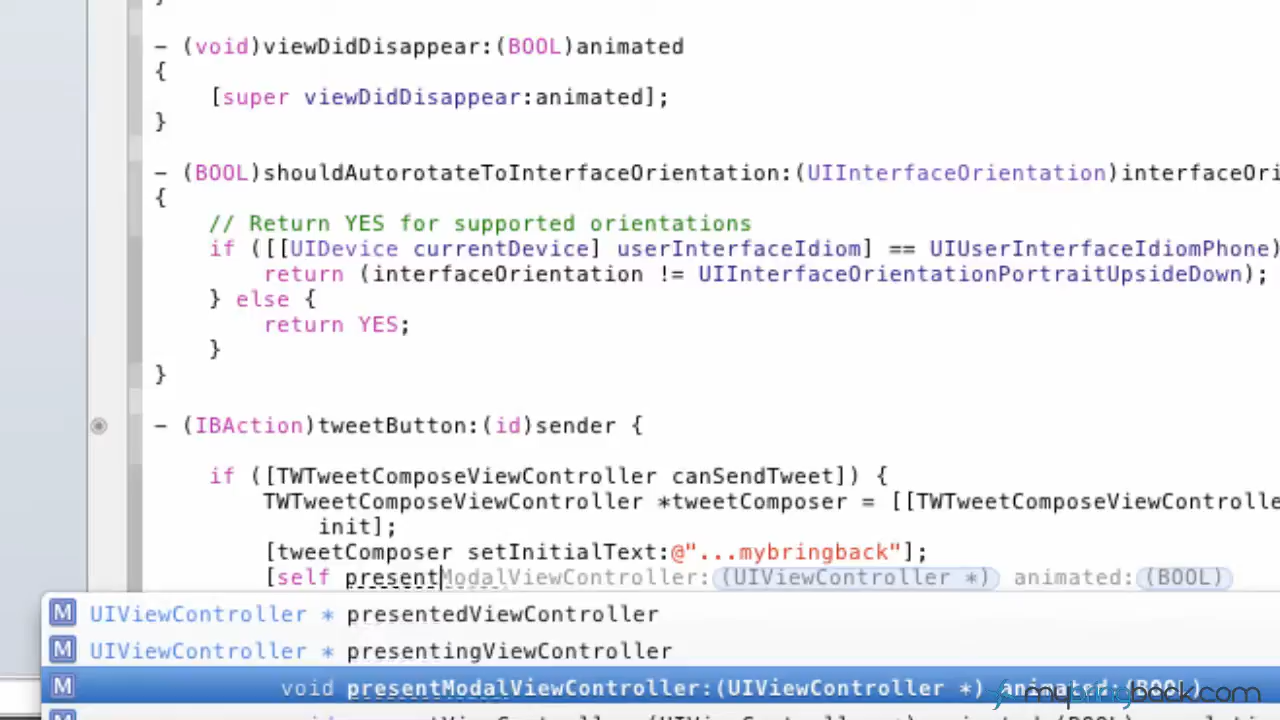 }
- (void)viewDidDisappear:(BOOL)animated
{
[super viewDidDisappear:animated];
}
- (BOOL)shouldAutorotateToInterfaceOrientation:(UIInterfaceOrientation)interfaceOri
{
// Return YES for supported orientations
if ([[UIDevice currentDevice] userInterfaceIdiom] == UIUserInterfaceIdiomPhone)
return (interfaceOrientation != UIInterfaceOrientationPortraitUpsideDown);
} else {
return YES;
}
}
- (IBAction)tweetButton:(id)sender {
if ([TWTweetComposeViewController canSendTweet]) {
TWTweetComposeViewController *tweetComposer = [[TWTweetComposeViewControlle
init];
[tweetComposer setInitialText:@"...mybringback"];
[self presentModalViewController:(UIViewController *) animated:(BOOL)
M UIViewController * presentedViewController
M UIViewController * presentingViewController
M void presentModalViewController:(UIViewController *) animated:(BOOL)
mybringback.com